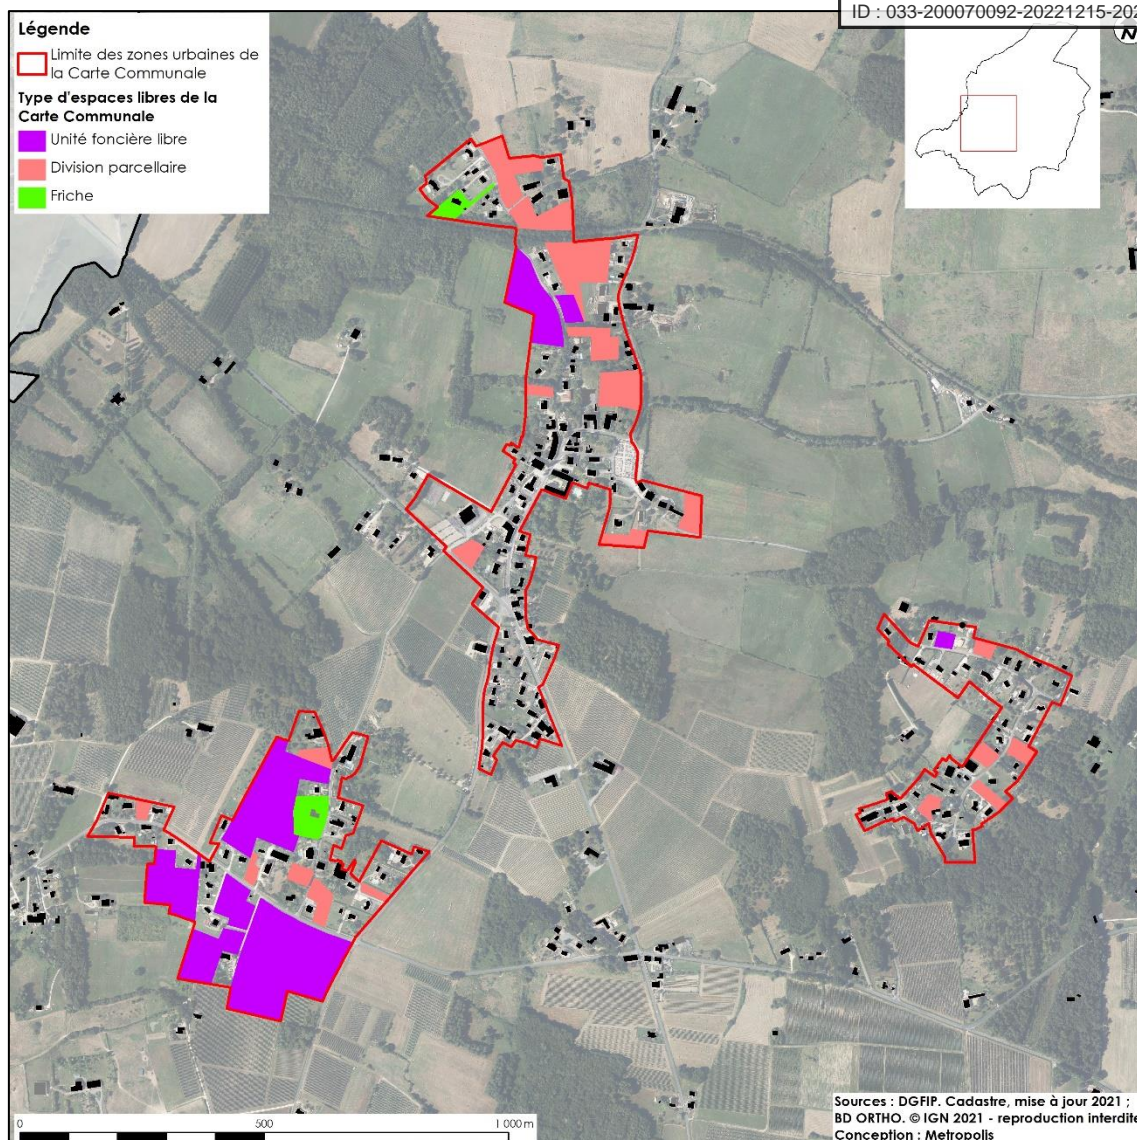 ID : 033-200070092-20221215-202
N
Légende
Limite des zones urbaines de
la Carte Communale
Type d'espaces libres de la
Carte Communale
Unité foncière libre
Division parcellaire
Friche
0 500 1 000 m
Sources : DGFIP. Cadastre, mise à jour 2021 ;
BD ORTHO. © IGN 2021 - reproduction interdite
Conception : Metropolis